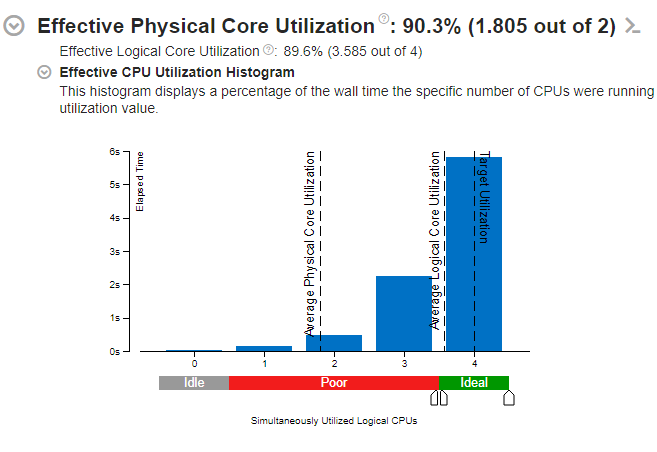 Effective Physical Core Utilization ?: 90.3% (1.805 out of 2)
Effective Logical Core Utilization ?: 89.6% (3.585 out of 4)
Effective CPU Utilization Histogram
This histogram displays a percentage of the wall time the specific number of CPUs were running
utilization value.
6s
5s
4s
3s
2s
1s
0s
Elapsed Time
Average Physical Core Utilization
Average Logical Core Utilization
Target Utilization
0 1 2 3 4
Idle Poor Ideal
Simultaneously Utilized Logical CPUs